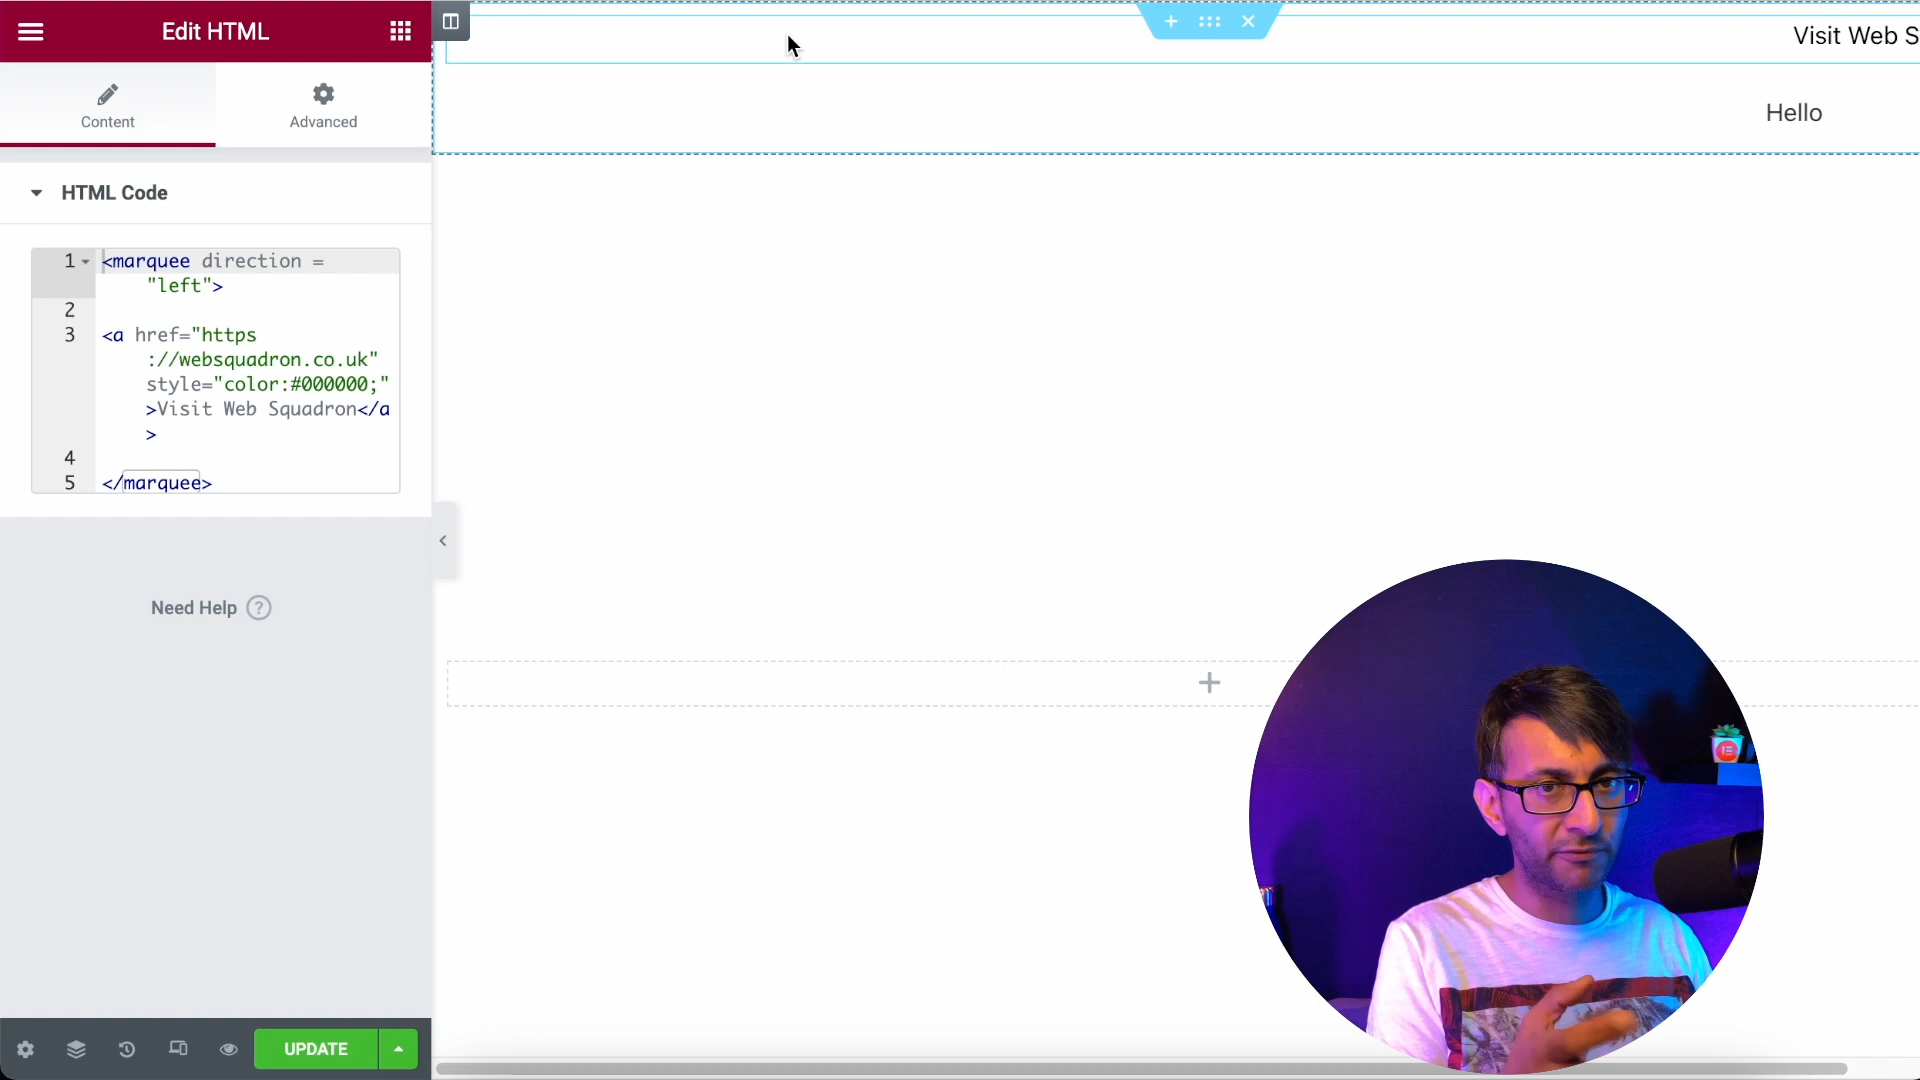 Edit HTML
Content
Advanced
HTML Code
1 <marquee direction =
"left">
2
3 <a href="https
://websquadron.co.uk"
style="color:#000000;"
>Visit Web Squadron</a
>
4
5 </marquee>
Need Help ?
UPDATE
Visit Web S
Hello